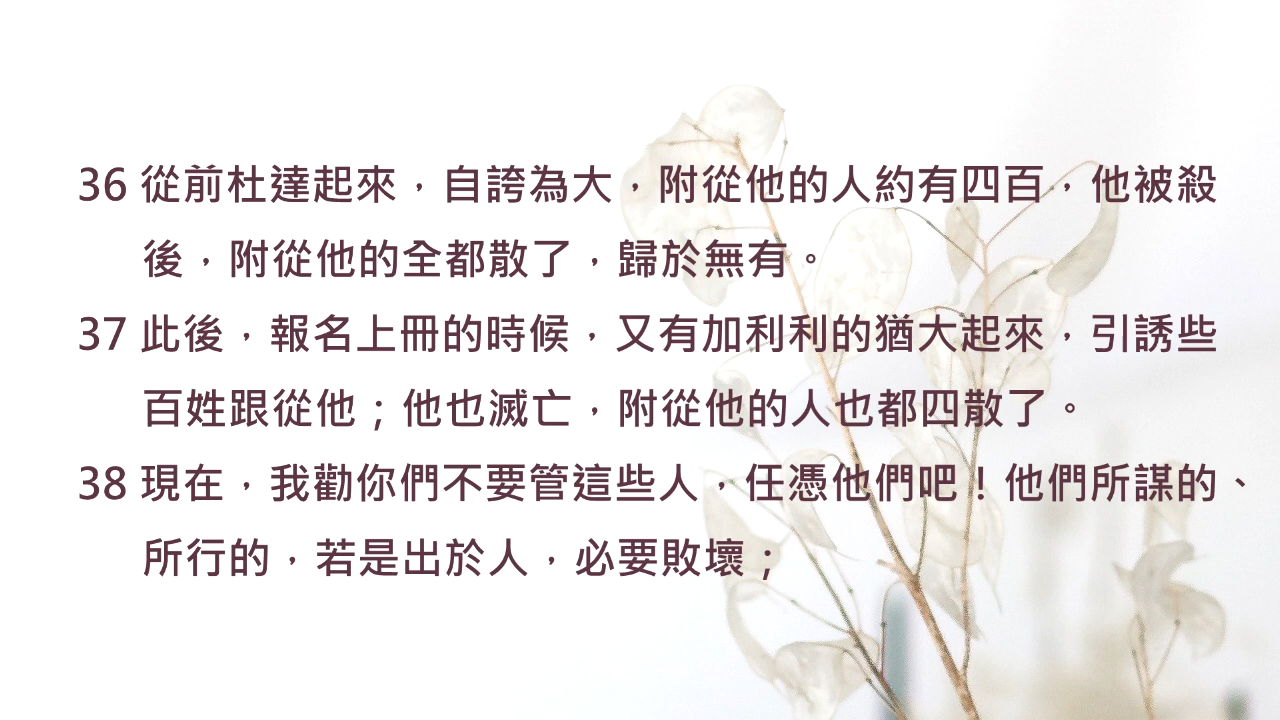 36 從前杜達起來，自誇為大，附從他的人約有四百，他被殺
後，附從他的全都散了，歸於無有。
37 此後，報名上冊的時候，又有加利利的猶大起來，引誘些
百姓跟從他；他也滅亡，附從他的人也都四散了。
38 現在，我勸你們不要管這些人，任憑他們吧！他們所謀的、
所行的，若是出於人，必要敗壞；